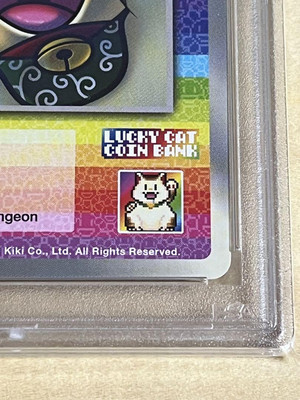 LUCKY CAT
COIN BANK
ngeon
Kiki Co., Ltd. All Rights Reserved.